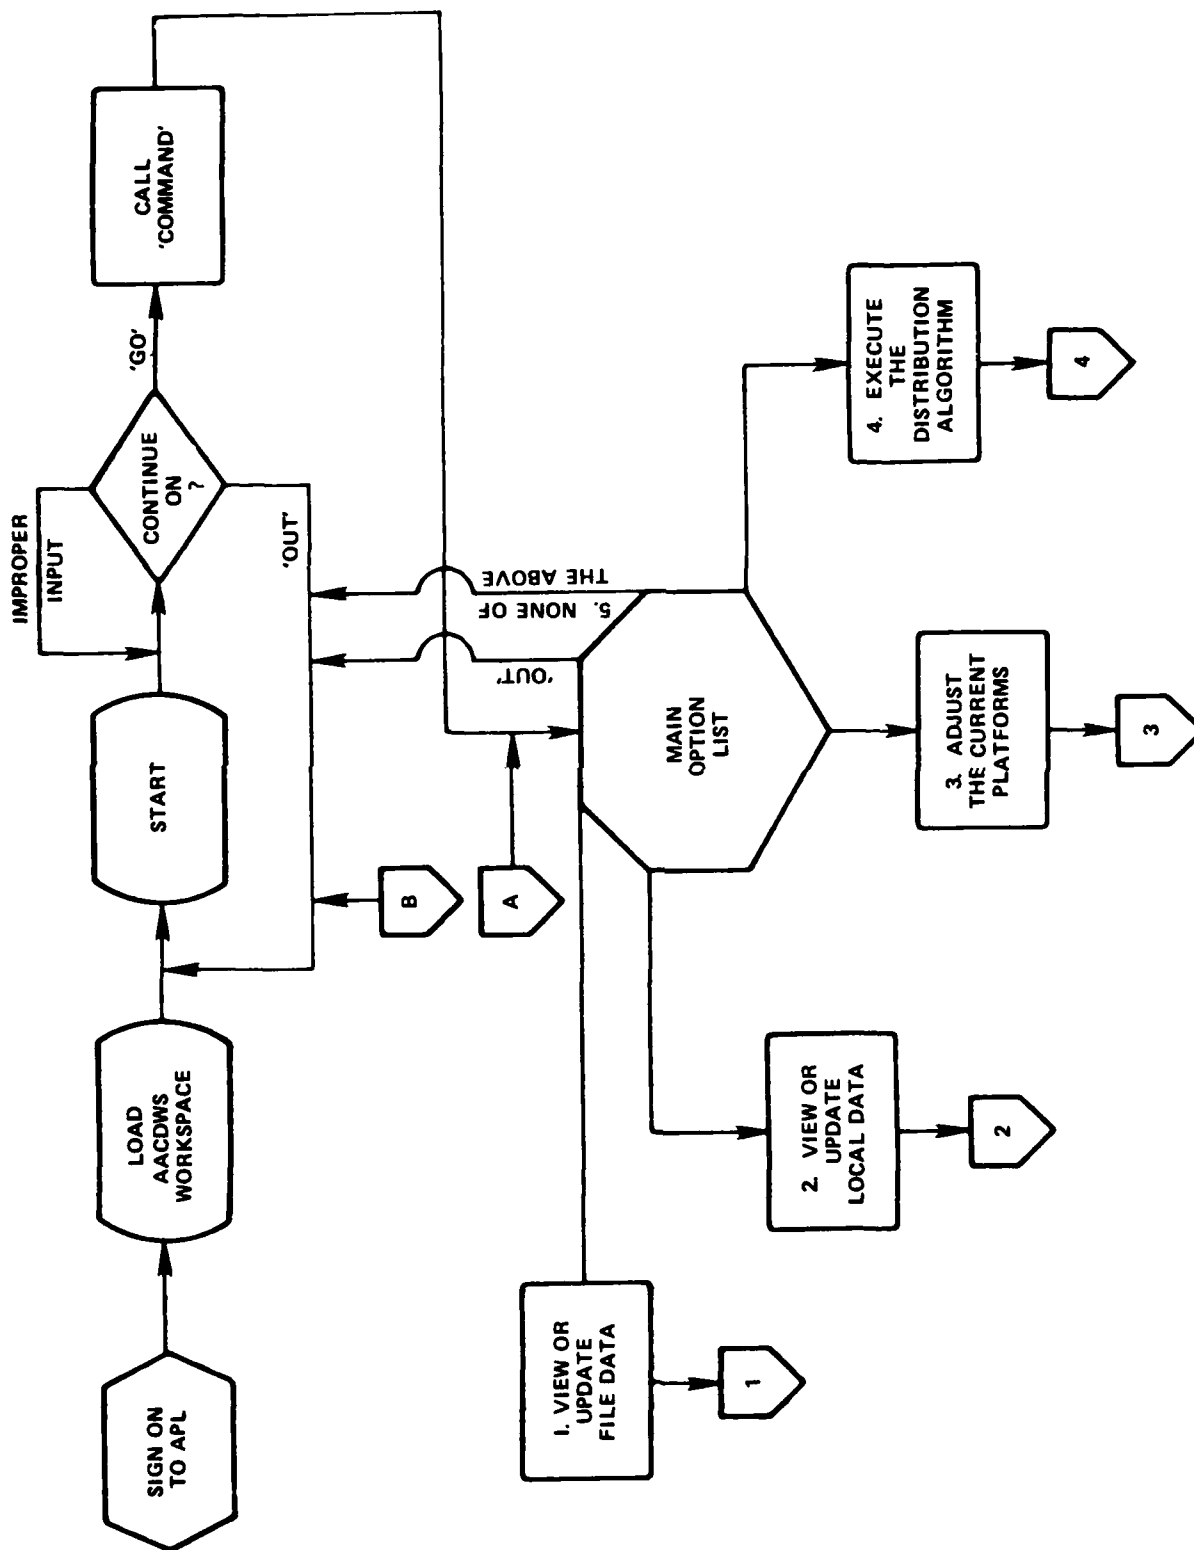 SIGN ON
TO APL
LOAD
AACDWS
WORKSPACE
START
IMPROPER
INPUT
CONTINUE
ON
?
'GO'
CALL
'COMMAND'
'OUT'
B
A
'OUT'
5. NONE OF
THE ABOVE
MAIN
OPTION
LIST
1. VIEW OR
UPDATE
FILE DATA
1
2. VIEW OR
UPDATE
LOCAL DATA
2
3. ADJUST
THE CURRENT
PLATFORMS
3
4. EXECUTE
THE
DISTRIBUTION
ALGORITHM
4